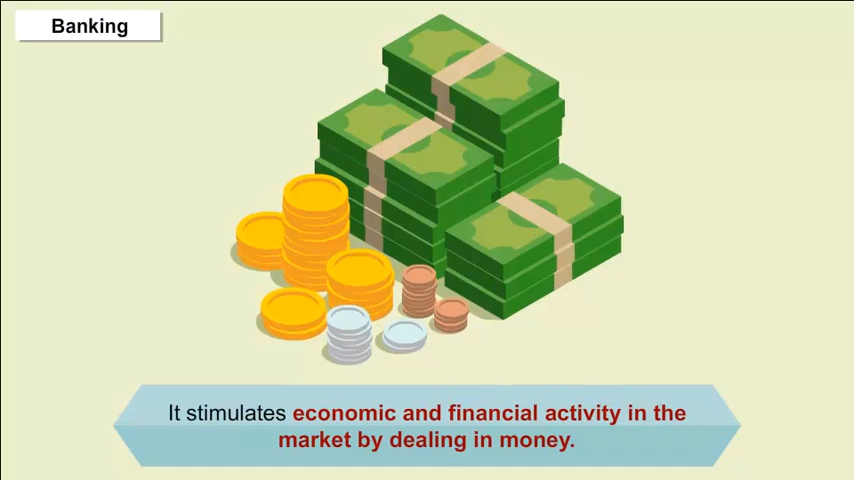 Banking
It stimulates economic and financial activity in the
market by dealing in money.